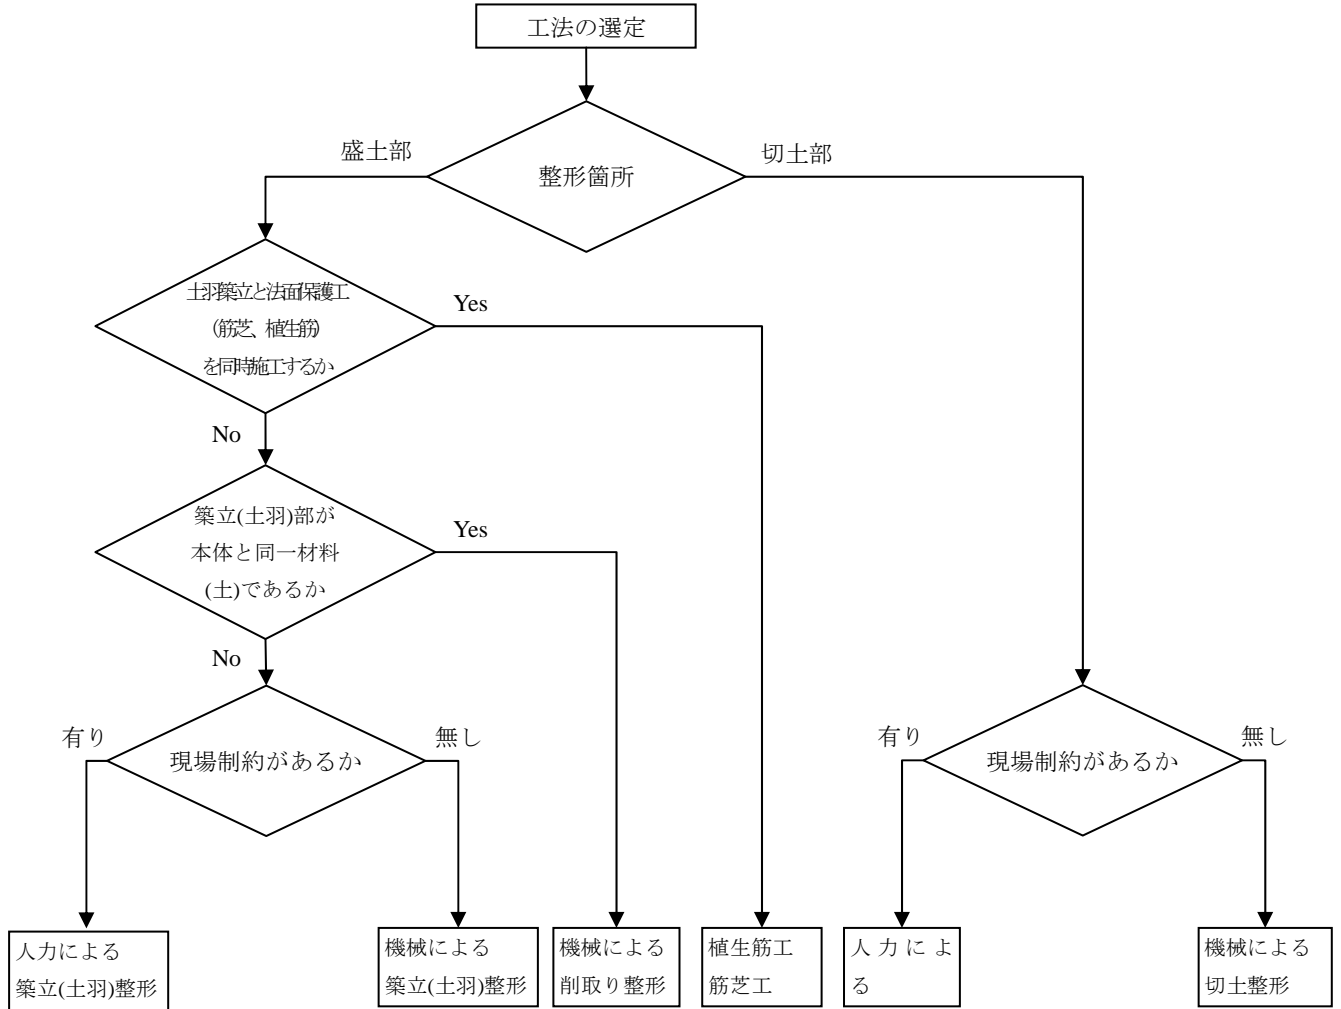 工法の選定
盛土部
切土部
整形箇所
土羽築立と法面保護工
(筋芝、植生筋)
を同時施工するか
Yes
No
築立(土羽)部が
本体と同一材料
(土)であるか
Yes
No
有り
現場制約があるか
無し
有り
現場制約があるか
無し
人力による
築立(土羽)整形
機械による
築立(土羽)整形
機械による
削取り整形
植生筋工
筋芝工
人力によ
る
機械による
切土整形